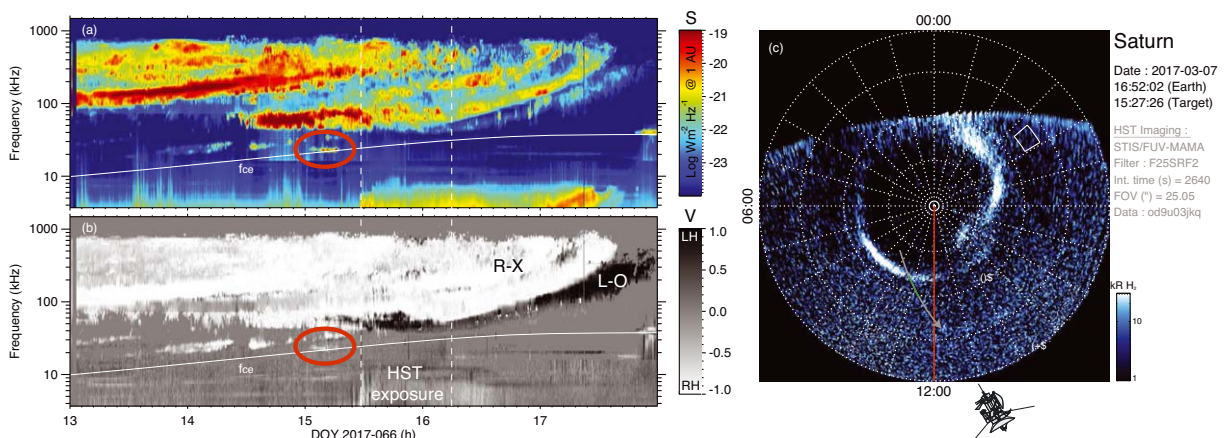 (a)
1000
100
10
Frequency (kHz)
fce
S
-19
-20
-21
-22
-23
Log Wm-2 Hz-1 @ 1 AU
(b)
1000
100
10
Frequency (kHz)
R-X
L-O
fce
HST
exposure
V
LH
1.0
0.5
0.0
-0.5
-1.0
RH
13
14
15
16
17
DOY 2017-066 (h)
00:00
(c)
06:00
12:00
Saturn
Date : 2017-03-07
16:52:02 (Earth)
15:27:26 (Target)
HST Imaging :
STIS/FUV-MAMA
Filter : F25SRF2
Int. time (s) = 2640
FOV (") = 25.05
Data : od9u03jkq
kR H₂
10
1